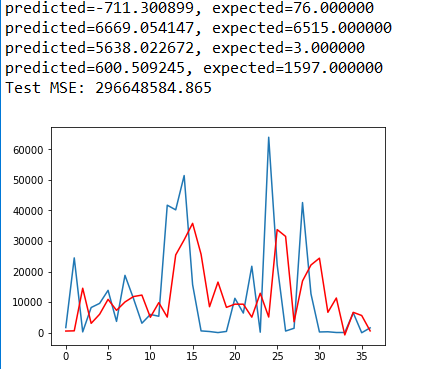 predicted=-711.300899, expected=76.000000
predicted=6669.054147, expected=6515.000000
predicted=5638.022672, expected=3.000000
predicted=600.509245, expected=1597.000000
Test MSE: 296648584.865
60000
50000
40000
30000
20000
10000
0
0 5 10 15 20 25 30 35